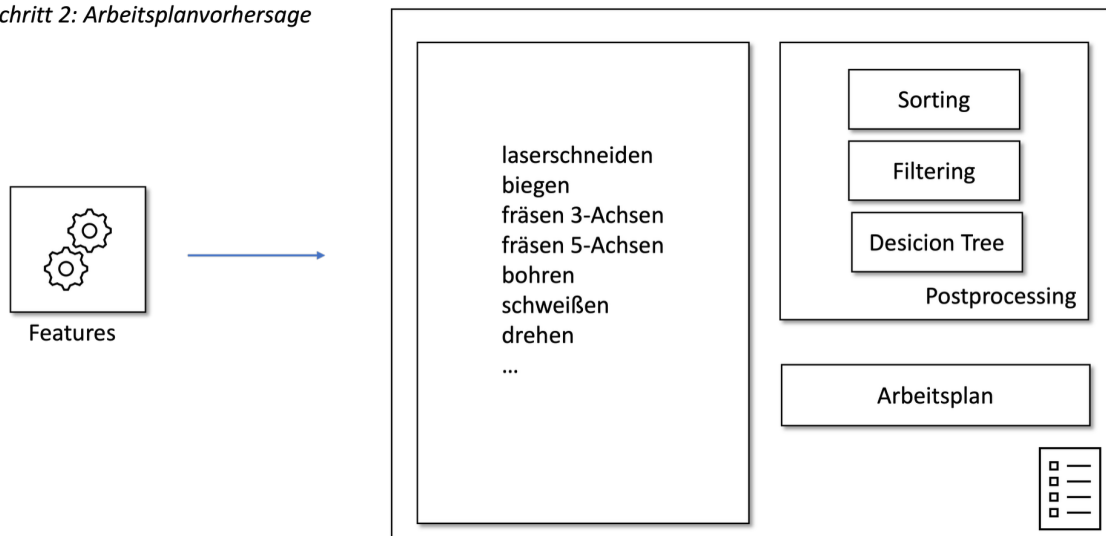 chritt 2: Arbeitsplanvorhersage
Features
laserschneiden
biegen
fräsen 3-Achsen
fräsen 5-Achsen
bohren
schweißen
drehen
...
Sorting
Filtering
Desicion Tree
Postprocessing
Arbeitsplan